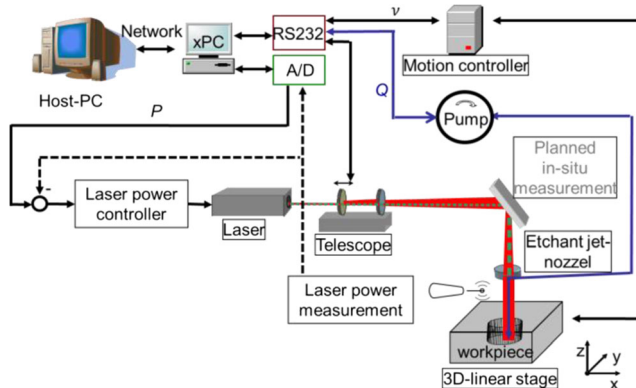 Network
ν
xPC
RS232
A/D
Host-PC
Motion controller
P
Q
Pump
Planned
in-situ
measurement
-
Laser power
controller
Laser
Telescope
Etchant jet-
nozzel
Laser power
measurement
workpiece
3D-linear stage
z
y
x